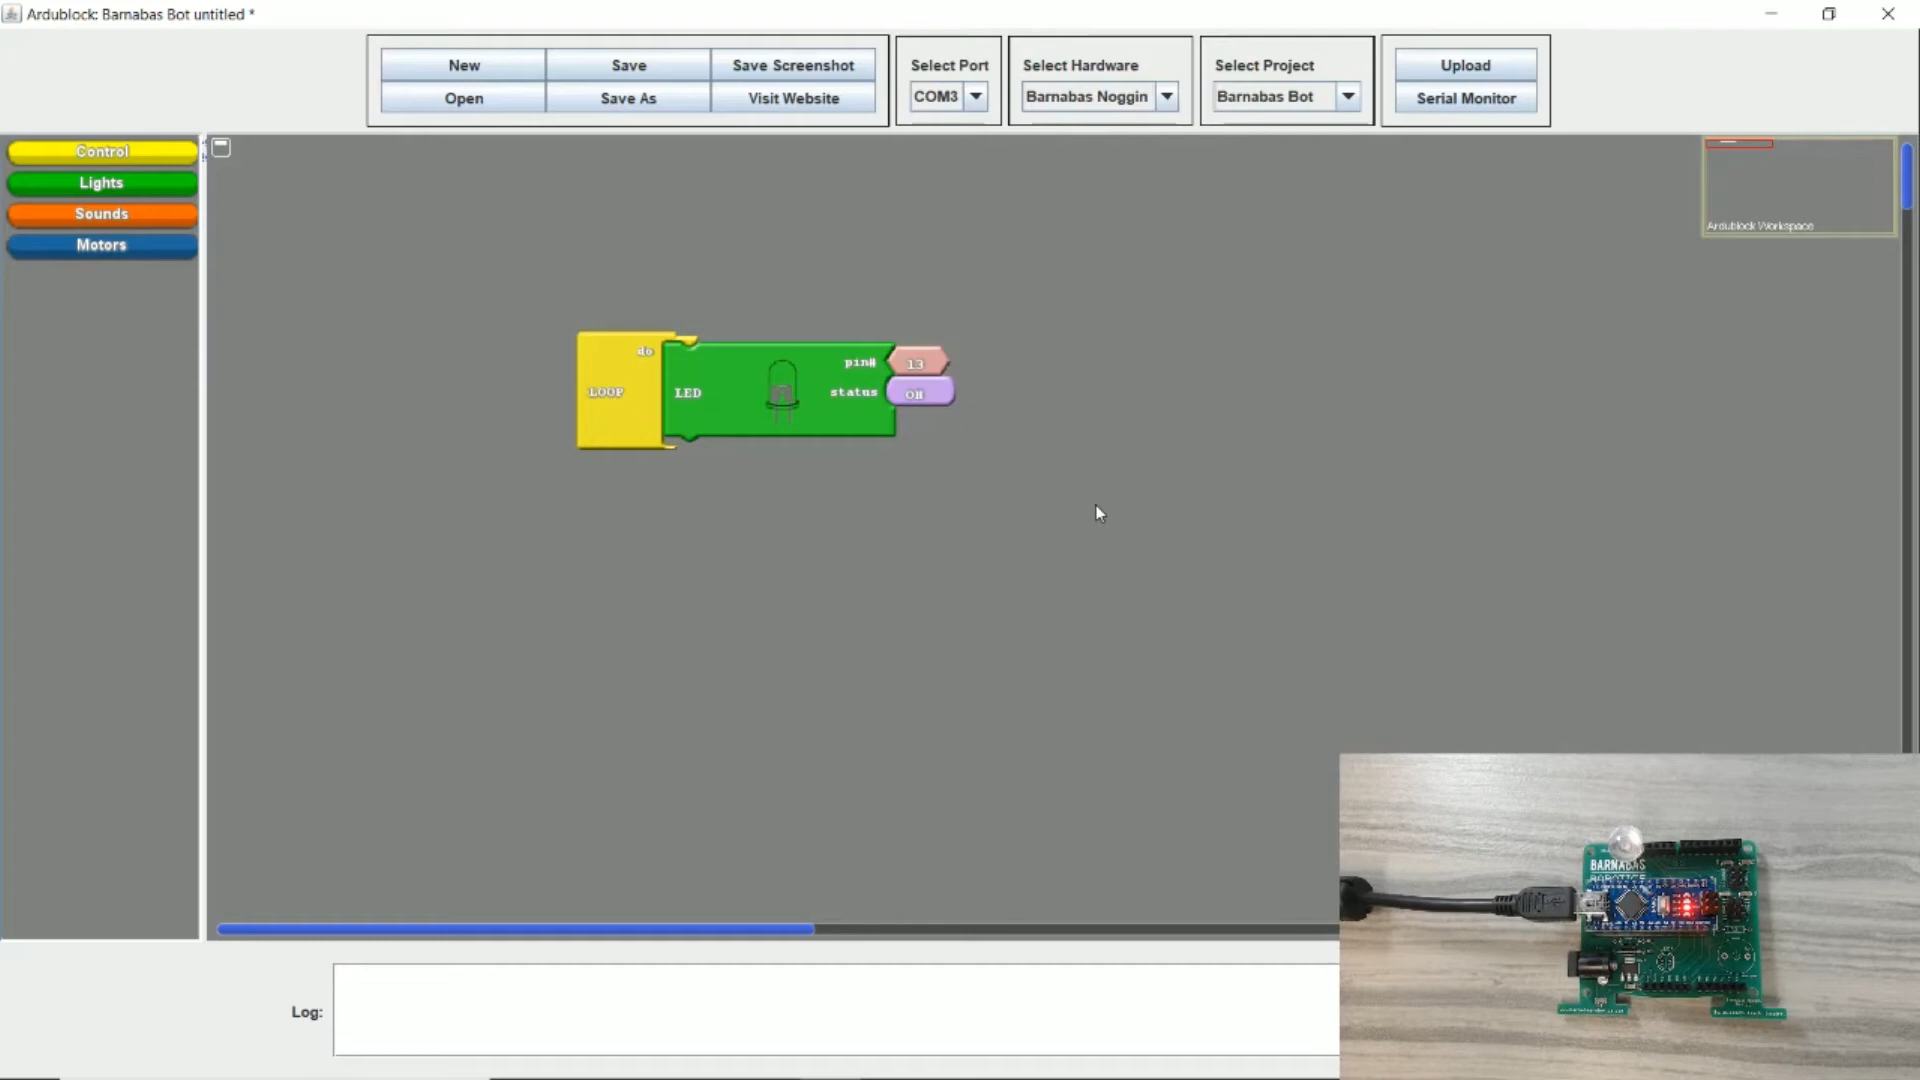 Ardublock: Barnabas Bot untitled *
New
Save
Save Screenshot
Open
Save As
Visit Website
Select Port
COM3
Select Hardware
Barnabas Noggin
Select Project
Barnabas Bot
Upload
Serial Monitor
Control
Lights
Sounds
Motors
Ardublock Workspace
do
LOOP
LED
pin#
13
status
ON
Log:
BARNABAS
ROBOTICS